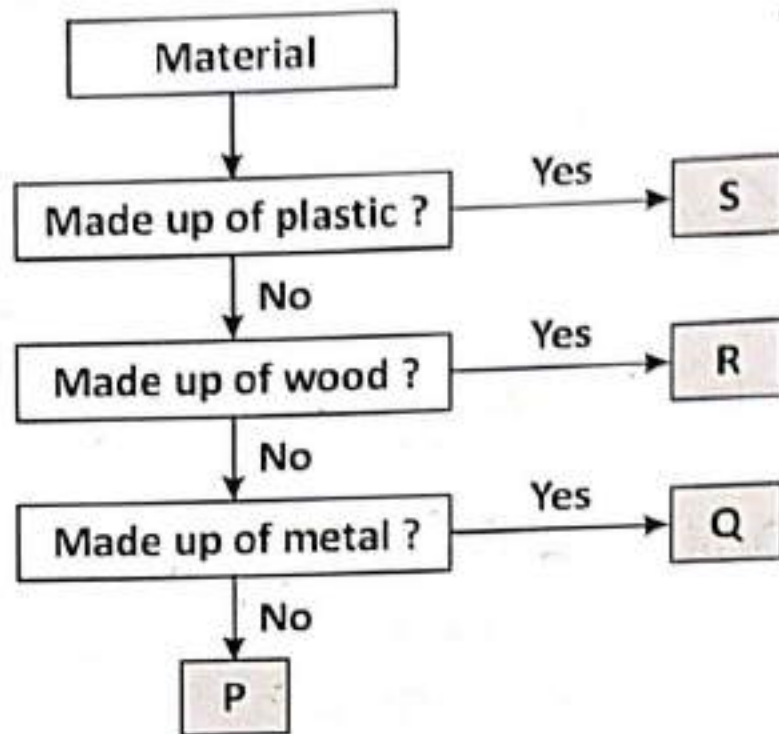 Material
Made up of plastic ?
Yes
S
No
Made up of wood ?
Yes
R
No
Made up of metal ?
Yes
Q
No
P